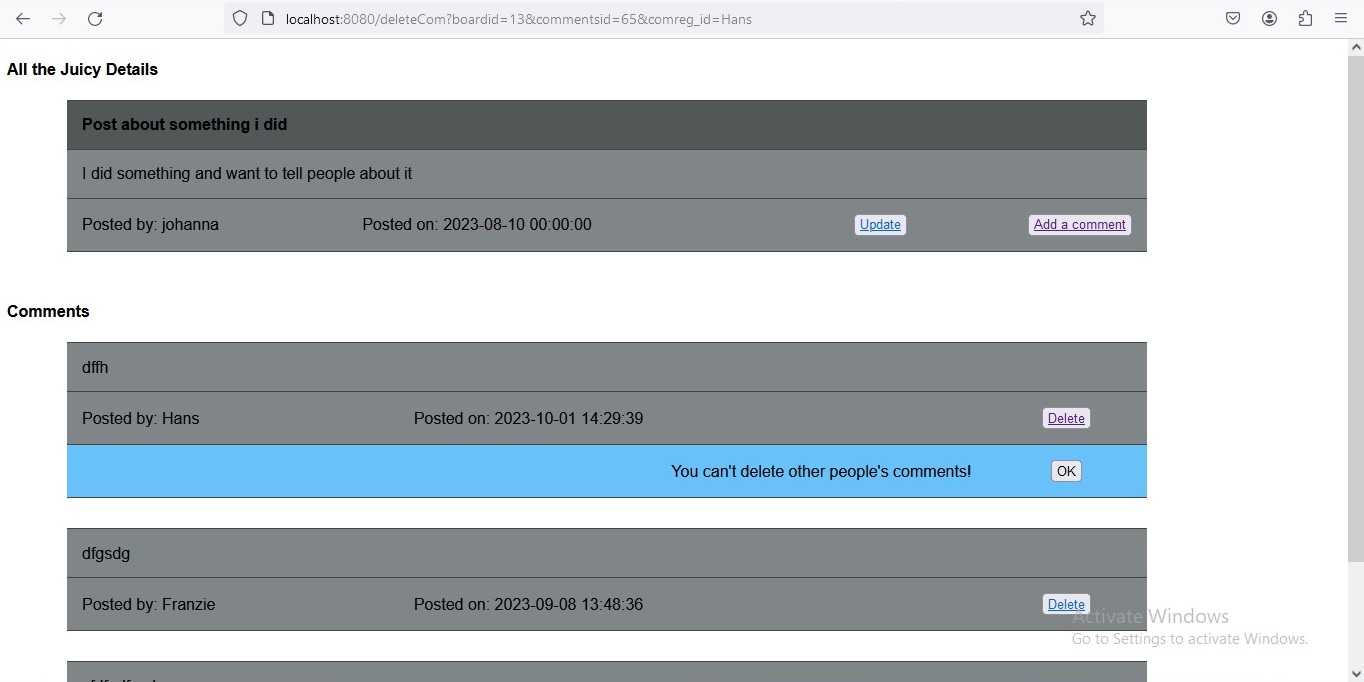 localhost:8080/deleteCom?boardid=13&commentsid=65&comreg_id=Hans
All the Juicy Details
Post about something i did
I did something and want to tell people about it
Posted by: johanna Posted on: 2023-08-10 00:00:00 Update Add a comment
Comments
dffh
Posted by: Hans Posted on: 2023-10-01 14:29:39 Delete
You can't delete other people's comments! OK
dfgsdg
Posted by: Franzie Posted on: 2023-09-08 13:48:36 Delete
Activate Windows
Go to Settings to activate Windows.